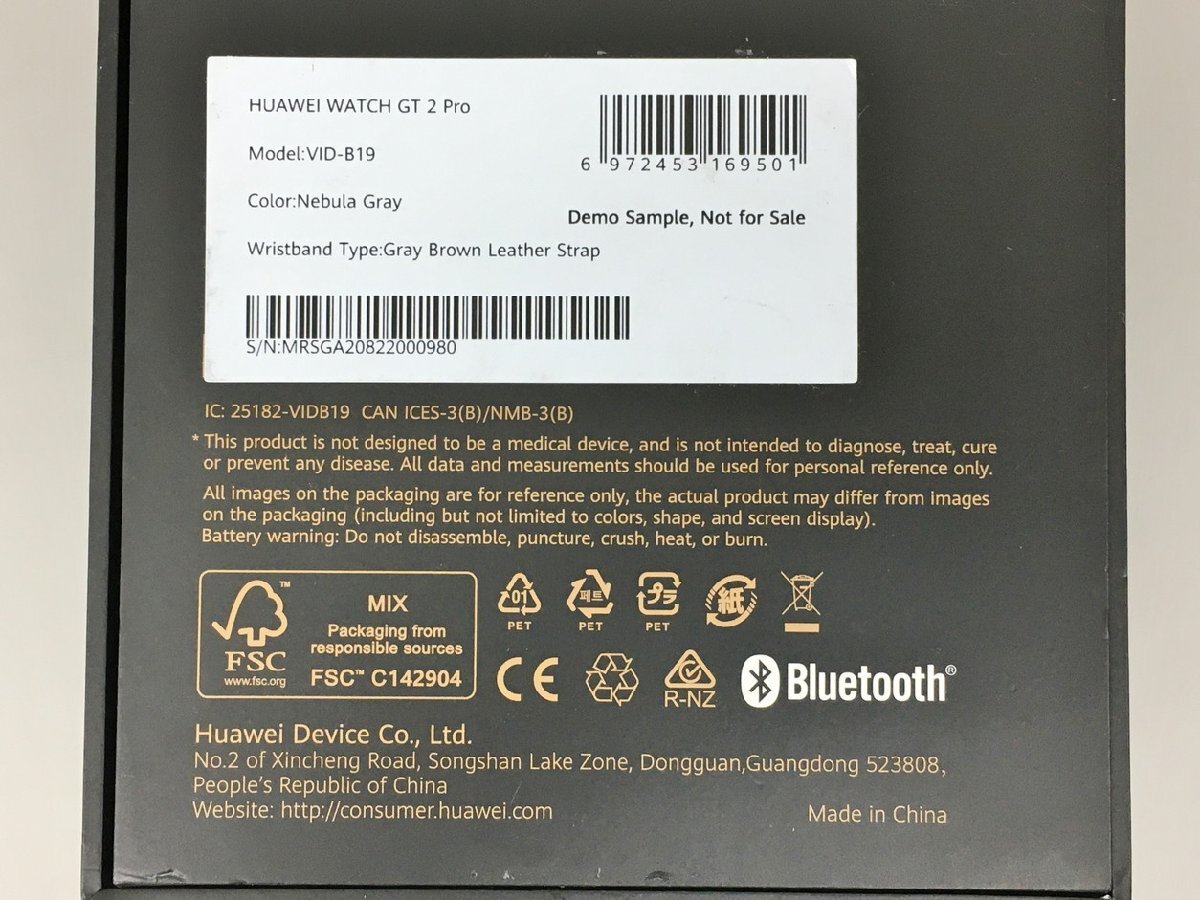 HUAWEI WATCH GT 2 Pro
Model:VID-B19
Color:Nebula Gray
Wristband Type:Gray Brown Leather Strap
6 972453 169501
Demo Sample, Not for Sale
S/N:MRSGA20822000980
IC: 25182-VIDB19 CAN ICES-3(B)/NMB-3(B)
* This product is not designed to be a medical device, and is not intended to diagnose, treat, cure
or prevent any disease. All data and measurements should be used for personal reference only.
All images on the packaging are for reference only, the actual product may differ from images
on the packaging (including but not limited to colors, shape, and screen display).
Battery warning: Do not disassemble, puncture, crush, heat, or burn.
™
FSC
www.fsc.org
MIX
Packaging from
responsible sources
FSC™ C142904
01
PET
페트
PET
プラ
PET
紙
CE
R-NZ
Bluetooth®
Huawei Device Co., Ltd.
No.2 of Xincheng Road, Songshan Lake Zone, Dongguan,Guangdong 523808,
People's Republic of China
Website: http://consumer.huawei.com
Made in China